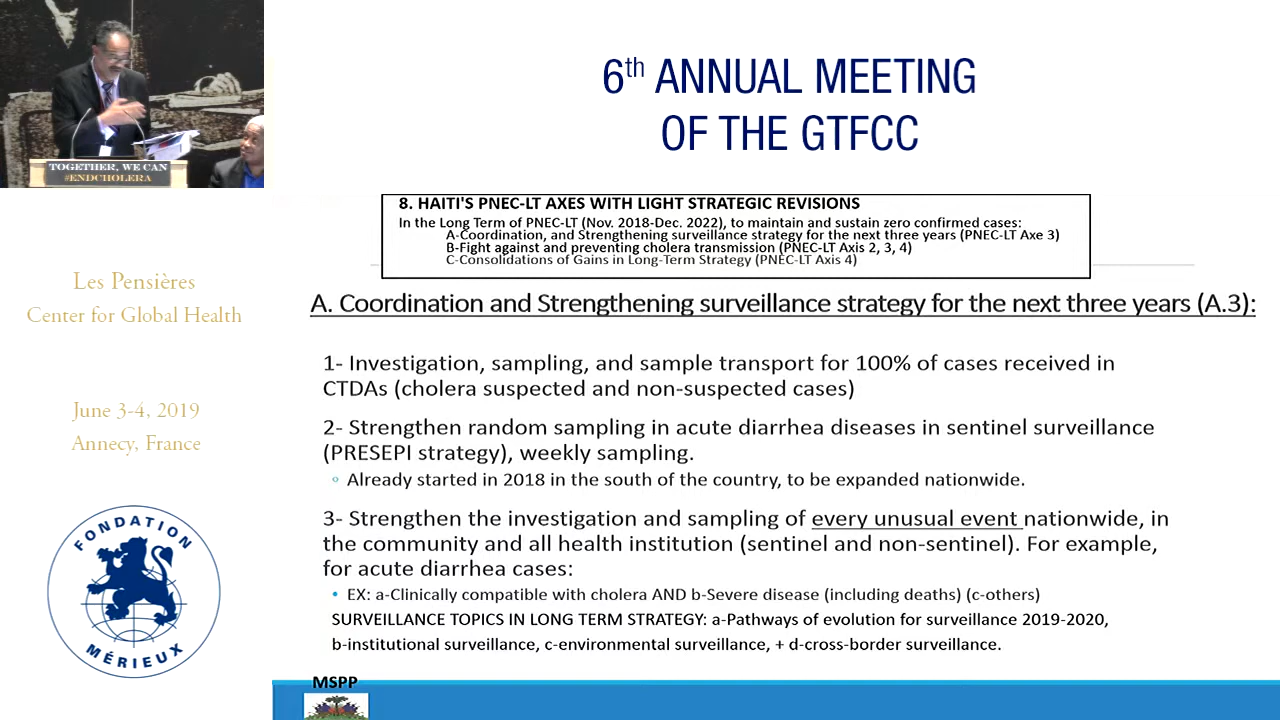 TOGETHER, WE CAN
#ENDCHOLERA
6th ANNUAL MEETING
OF THE GTFCC
Les Pensières
Center for Global Health
June 3-4, 2019
Annecy, France
FONDATION
MÉRIEUX
8. HAITI'S PNEC-LT AXES WITH LIGHT STRATEGIC REVISIONS
In the Long Term of PNEC-LT (Nov. 2018-Dec. 2022), to maintain and sustain zero confirmed cases:
A-Coordination, and Strengthening surveillance strategy for the next three years (PNEC-LT Axe 3)
B-Fight against and preventing cholera transmission (PNEC-LT Axis 2, 3, 4)
C-Consolidations of Gains in Long-Term Strategy (PNEC-LT Axis 4)
A. Coordination and Strengthening surveillance strategy for the next three years (A.3):
1- Investigation, sampling, and sample transport for 100% of cases received in
CTDAs (cholera suspected and non-suspected cases)
2- Strengthen random sampling in acute diarrhea diseases in sentinel surveillance
(PRESEPI strategy), weekly sampling.
◦ Already started in 2018 in the south of the country, to be expanded nationwide.
3- Strengthen the investigation and sampling of every unusual event nationwide, in
the community and all health institution (sentinel and non-sentinel). For example,
for acute diarrhea cases:
• EX: a-Clinically compatible with cholera AND b-Severe disease (including deaths) (c-others)
SURVEILLANCE TOPICS IN LONG TERM STRATEGY: a-Pathways of evolution for surveillance 2019-2020,
b-institutional surveillance, c-environmental surveillance, + d-cross-border surveillance.
MSPP